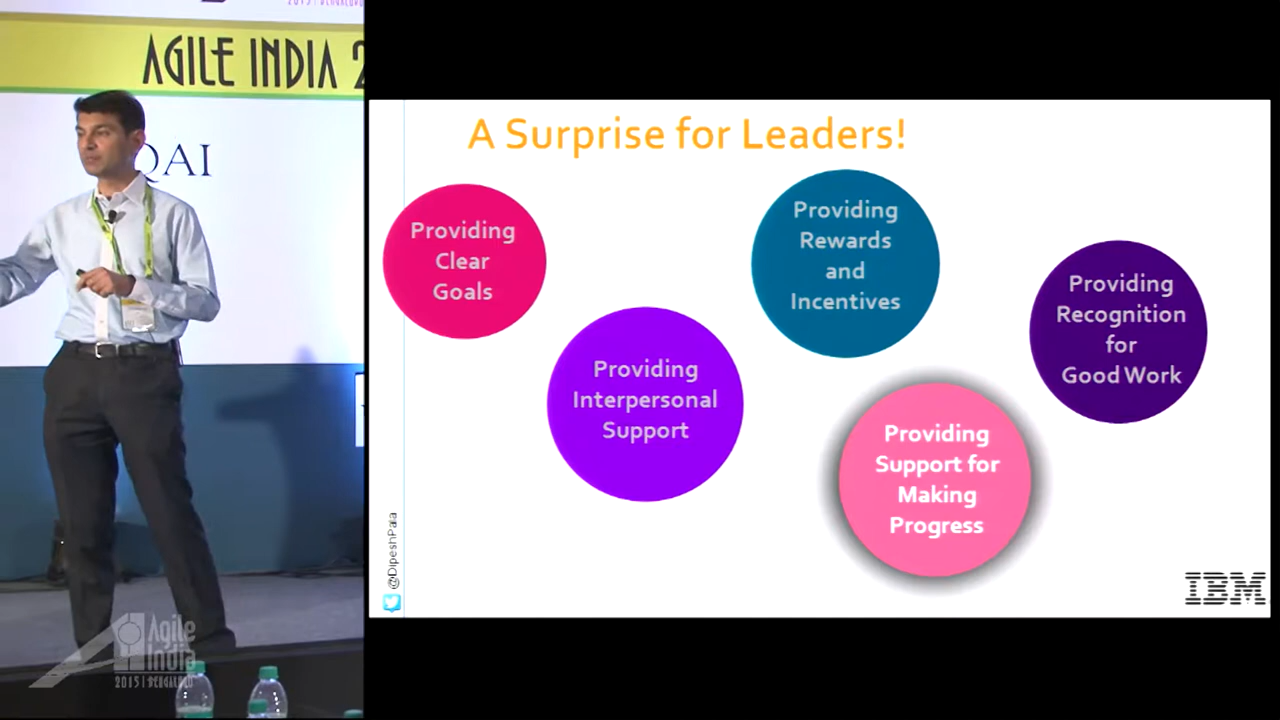 AGILE INDIA 2
QAI
A Surprise for Leaders!
Providing
Clear
Goals
Providing
Interpersonal
Support
Providing
Rewards
and
Incentives
Providing
Support for
Making
Progress
Providing
Recognition
for
Good Work
@DipeshPala
IBM
Agile
India
2015 | BENGALURU